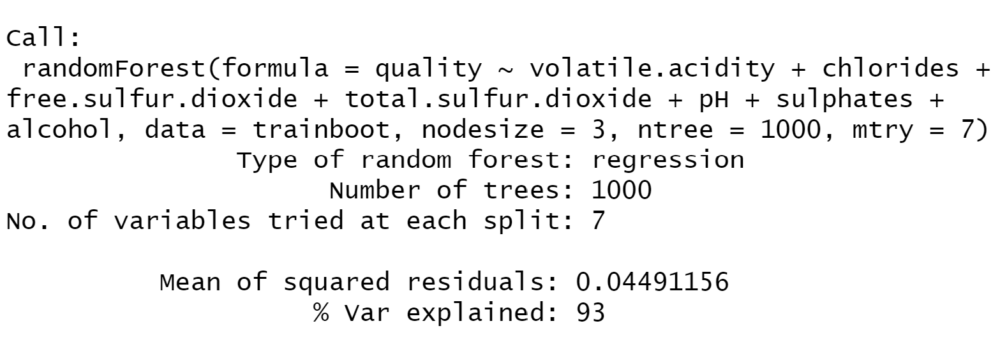 Call:
randomForest(formula = quality ~ volatile.acidity + chlorides +
free.sulfur.dioxide + total.sulfur.dioxide + pH + sulphates +
alcohol, data = trainboot, nodesize = 3, ntree = 1000, mtry = 7)
Type of random forest: regression
Number of trees: 1000
No. of variables tried at each split: 7
Mean of squared residuals: 0.04491156
% Var explained: 93